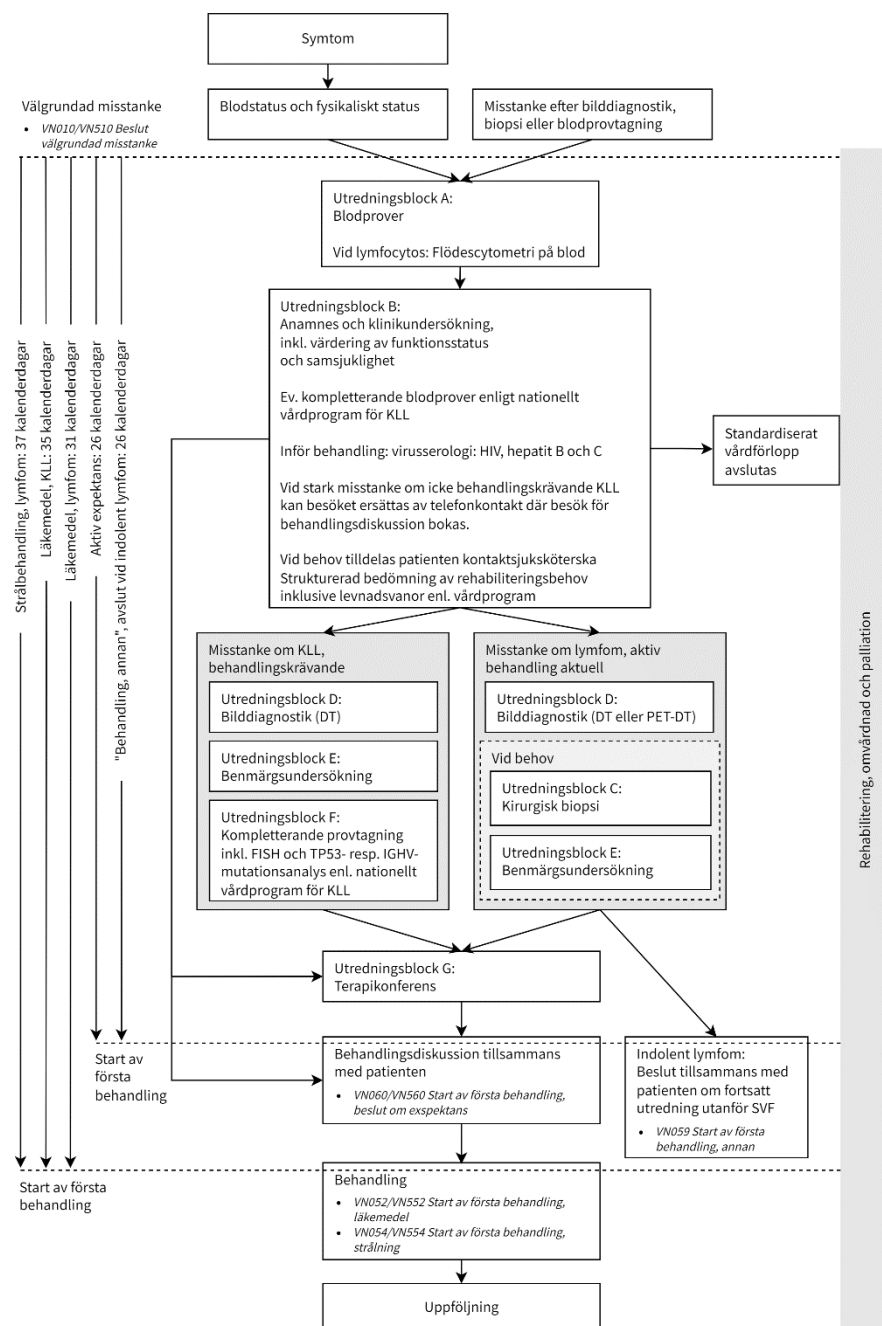 Symtom
Välgrundad misstanke
• VN010/VN510 Beslut
välgrundad misstanke
Blodstatus och fysikaliskt status
Misstanke efter bilddiagnostik,
biopsi eller blodprovtagning
Utredningsblock A:
Blodprover
Vid lymfocytos: Flödescytometri på blod
Utredningsblock B:
Anamnes och klinikundersökning,
inkl. värdering av funktionsstatus
och samsjuklighet
Ev. kompletterande blodprover enligt nationellt
vårdprogram för KLL
Inför behandling: virusserologi: HIV, hepatit B och C
Vid stark misstanke om icke behandlingskrävande KLL
kan besöket ersättas av telefonkontakt där besök för
behandlingsdiskussion bokas.
Vid behov tilldelas patienten kontaktsjuksköterska
Strukturerad bedömning av rehabiliteringsbehov
inklusive levnadsvanor enl. vårdprogram
Standardiserat
vårdförlopp
avslutas
Strålbehandling, lymfom: 37 kalenderdagar
Läkemedel, KLL: 35 kalenderdagar
Läkemedel, lymfom: 31 kalenderdagar
Aktiv expektans: 26 kalenderdagar
"Behandling, annan", avslut vid indolent lymfom: 26 kalenderdagar
Misstanke om KLL,
behandlingskrävande
Utredningsblock D:
Bilddiagnostik (DT)
Utredningsblock E:
Benmärgsundersökning
Utredningsblock F:
Kompletterande provtagning
inkl. FISH och TP53- resp. IGHV-
mutationsanalys enl. nationellt
vårdprogram för KLL
Misstanke om lymfom, aktiv
behandling aktuell
Utredningsblock D:
Bilddiagnostik (DT eller PET-DT)
Vid behov
Utredningsblock C:
Kirurgisk biopsi
Utredningsblock E:
Benmärgsundersökning
Rehabilitering, omvårdnad och palliation
Utredningsblock G:
Terapikonferens
Start av
första
behandling
Behandlingsdiskussion tillsammans
med patienten
• VN060/VN560 Start av första behandling,
beslut om exspektans
Indolent lymfom:
Beslut tillsammans med
patienten om fortsatt
utredning utanför SVF
• VN059 Start av första
behandling, annan
Start av första
behandling
Behandling
• VN052/VN552 Start av första behandling,
läkemedel
• VN054/VN554 Start av första behandling,
strålning
Uppföljning